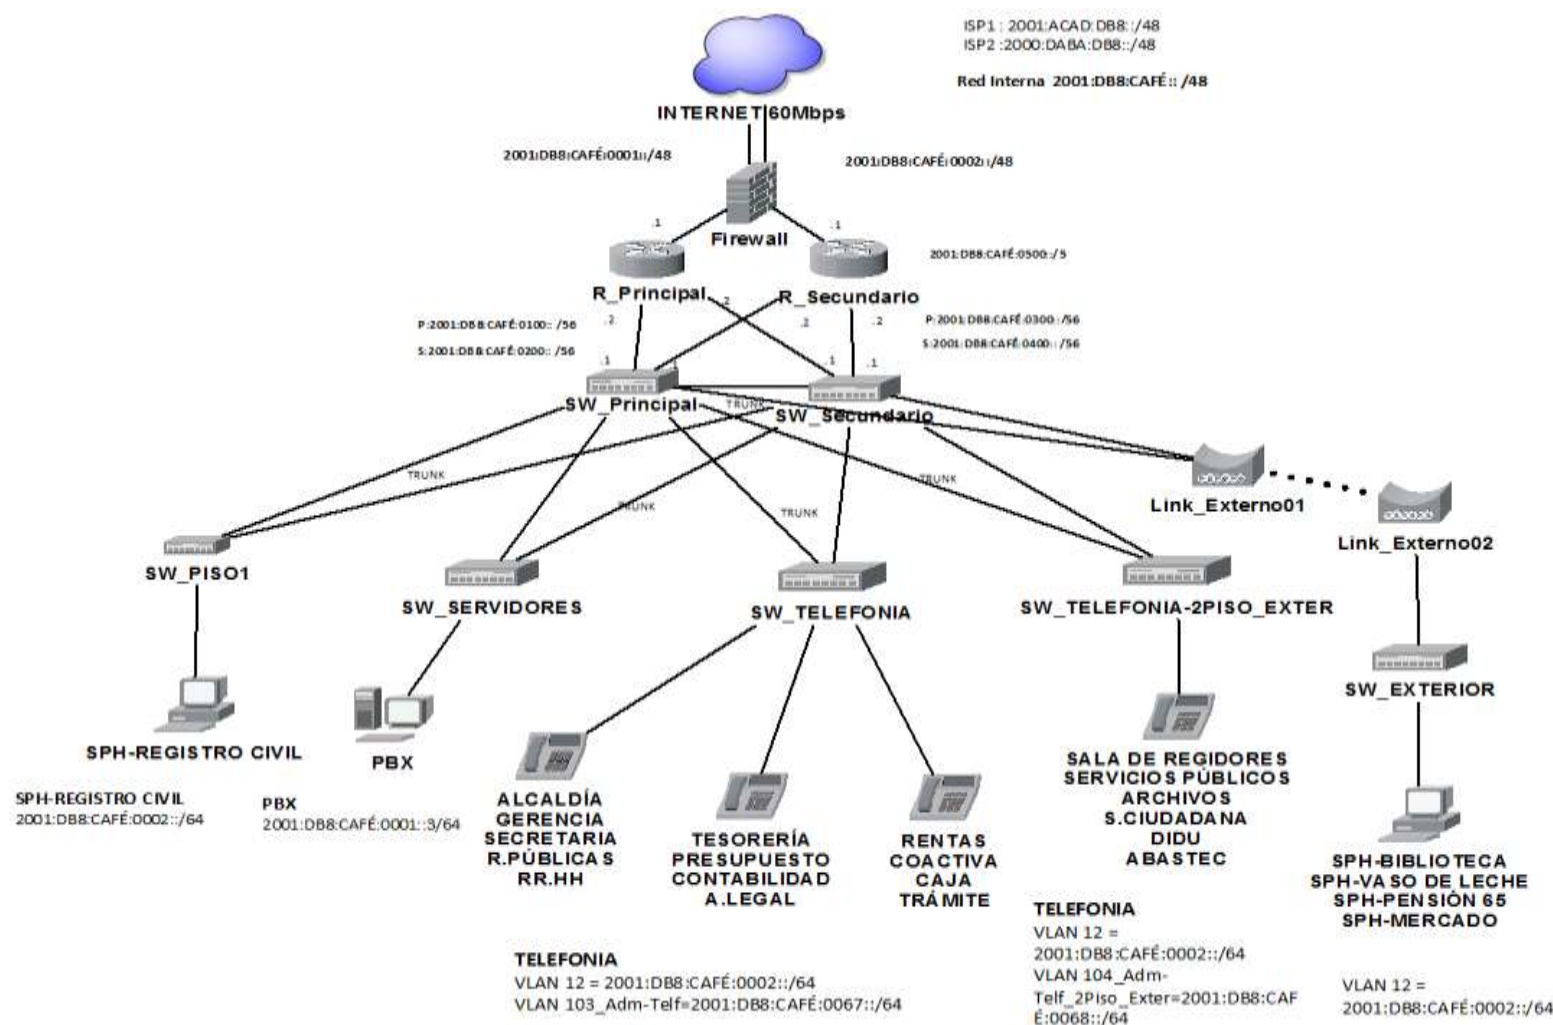 ISP1 : 2001:ACAD:DB8::/48
ISP2 :2000:DABA:DB8::/48
Red Interna 2001:DB8:CAFÉ:: /48
INTERNET 60Mbps
2001:DB8:CAFÉ:0001::/48
2001:DB8:CAFÉ:0002::/48
.1
.1
Firewall
2001:DB8:CAFÉ:0500::/5
R_Principal
R_Secundario
.2
.2
.2
.2
P:2001:DB8:CAFÉ:0100:: /56
S:2001:DB8:CAFÉ:0200:: /56
P:2001:DB8:CAFÉ:0300::/56
S:2001:DB8:CAFÉ:0400:: /56
.1
.1
.1
.1
SW_Principal
TRUNK
SW_Secundario
TRUNK
TRUNK
TRUNK
TRUNK
Link_Externo01
Link_Externo02
SW_PISO1
SW_SERVIDORES
SW_TELEFONIA
SW_TELEFONIA-2PISO_EXTER
SW_EXTERIOR
SPH-REGISTRO CIVIL
SPH-REGISTRO CIVIL
2001:DB8:CAFÉ:0002::/64
PBX
PBX
2001:DB8:CAFÉ:0001::3/64
ALCALDÍA
GERENCIA
SECRETARIA
R.PÚBLICAS
RR.HH
TESORERÍA
PRESUPUESTO
CONTABILIDAD
A.LEGAL
RENTAS
COACTIVA
CAJA
TRÁMITE
TELEFONIA
VLAN 12 = 2001:DB8:CAFÉ:0002::/64
VLAN 103_Adm-Telf=2001:DB8:CAFÉ:0067::/64
SALA DE REGIDORES
SERVICIOS PÚBLICOS
ARCHIVOS
S.CIUDADANA
DIDU
ABASTEC
TELEFONIA
VLAN 12 =
2001:DB8:CAFÉ:0002::/64
VLAN 104_Adm-
Telf_2Piso_Exter=2001:DB8:CAF
É:0068::/64
SPH-BIBLIOTECA
SPH-VASO DE LECHE
SPH-PENSIÓN 65
SPH-MERCADO
VLAN 12 =
2001:DB8:CAFÉ:0002::/64